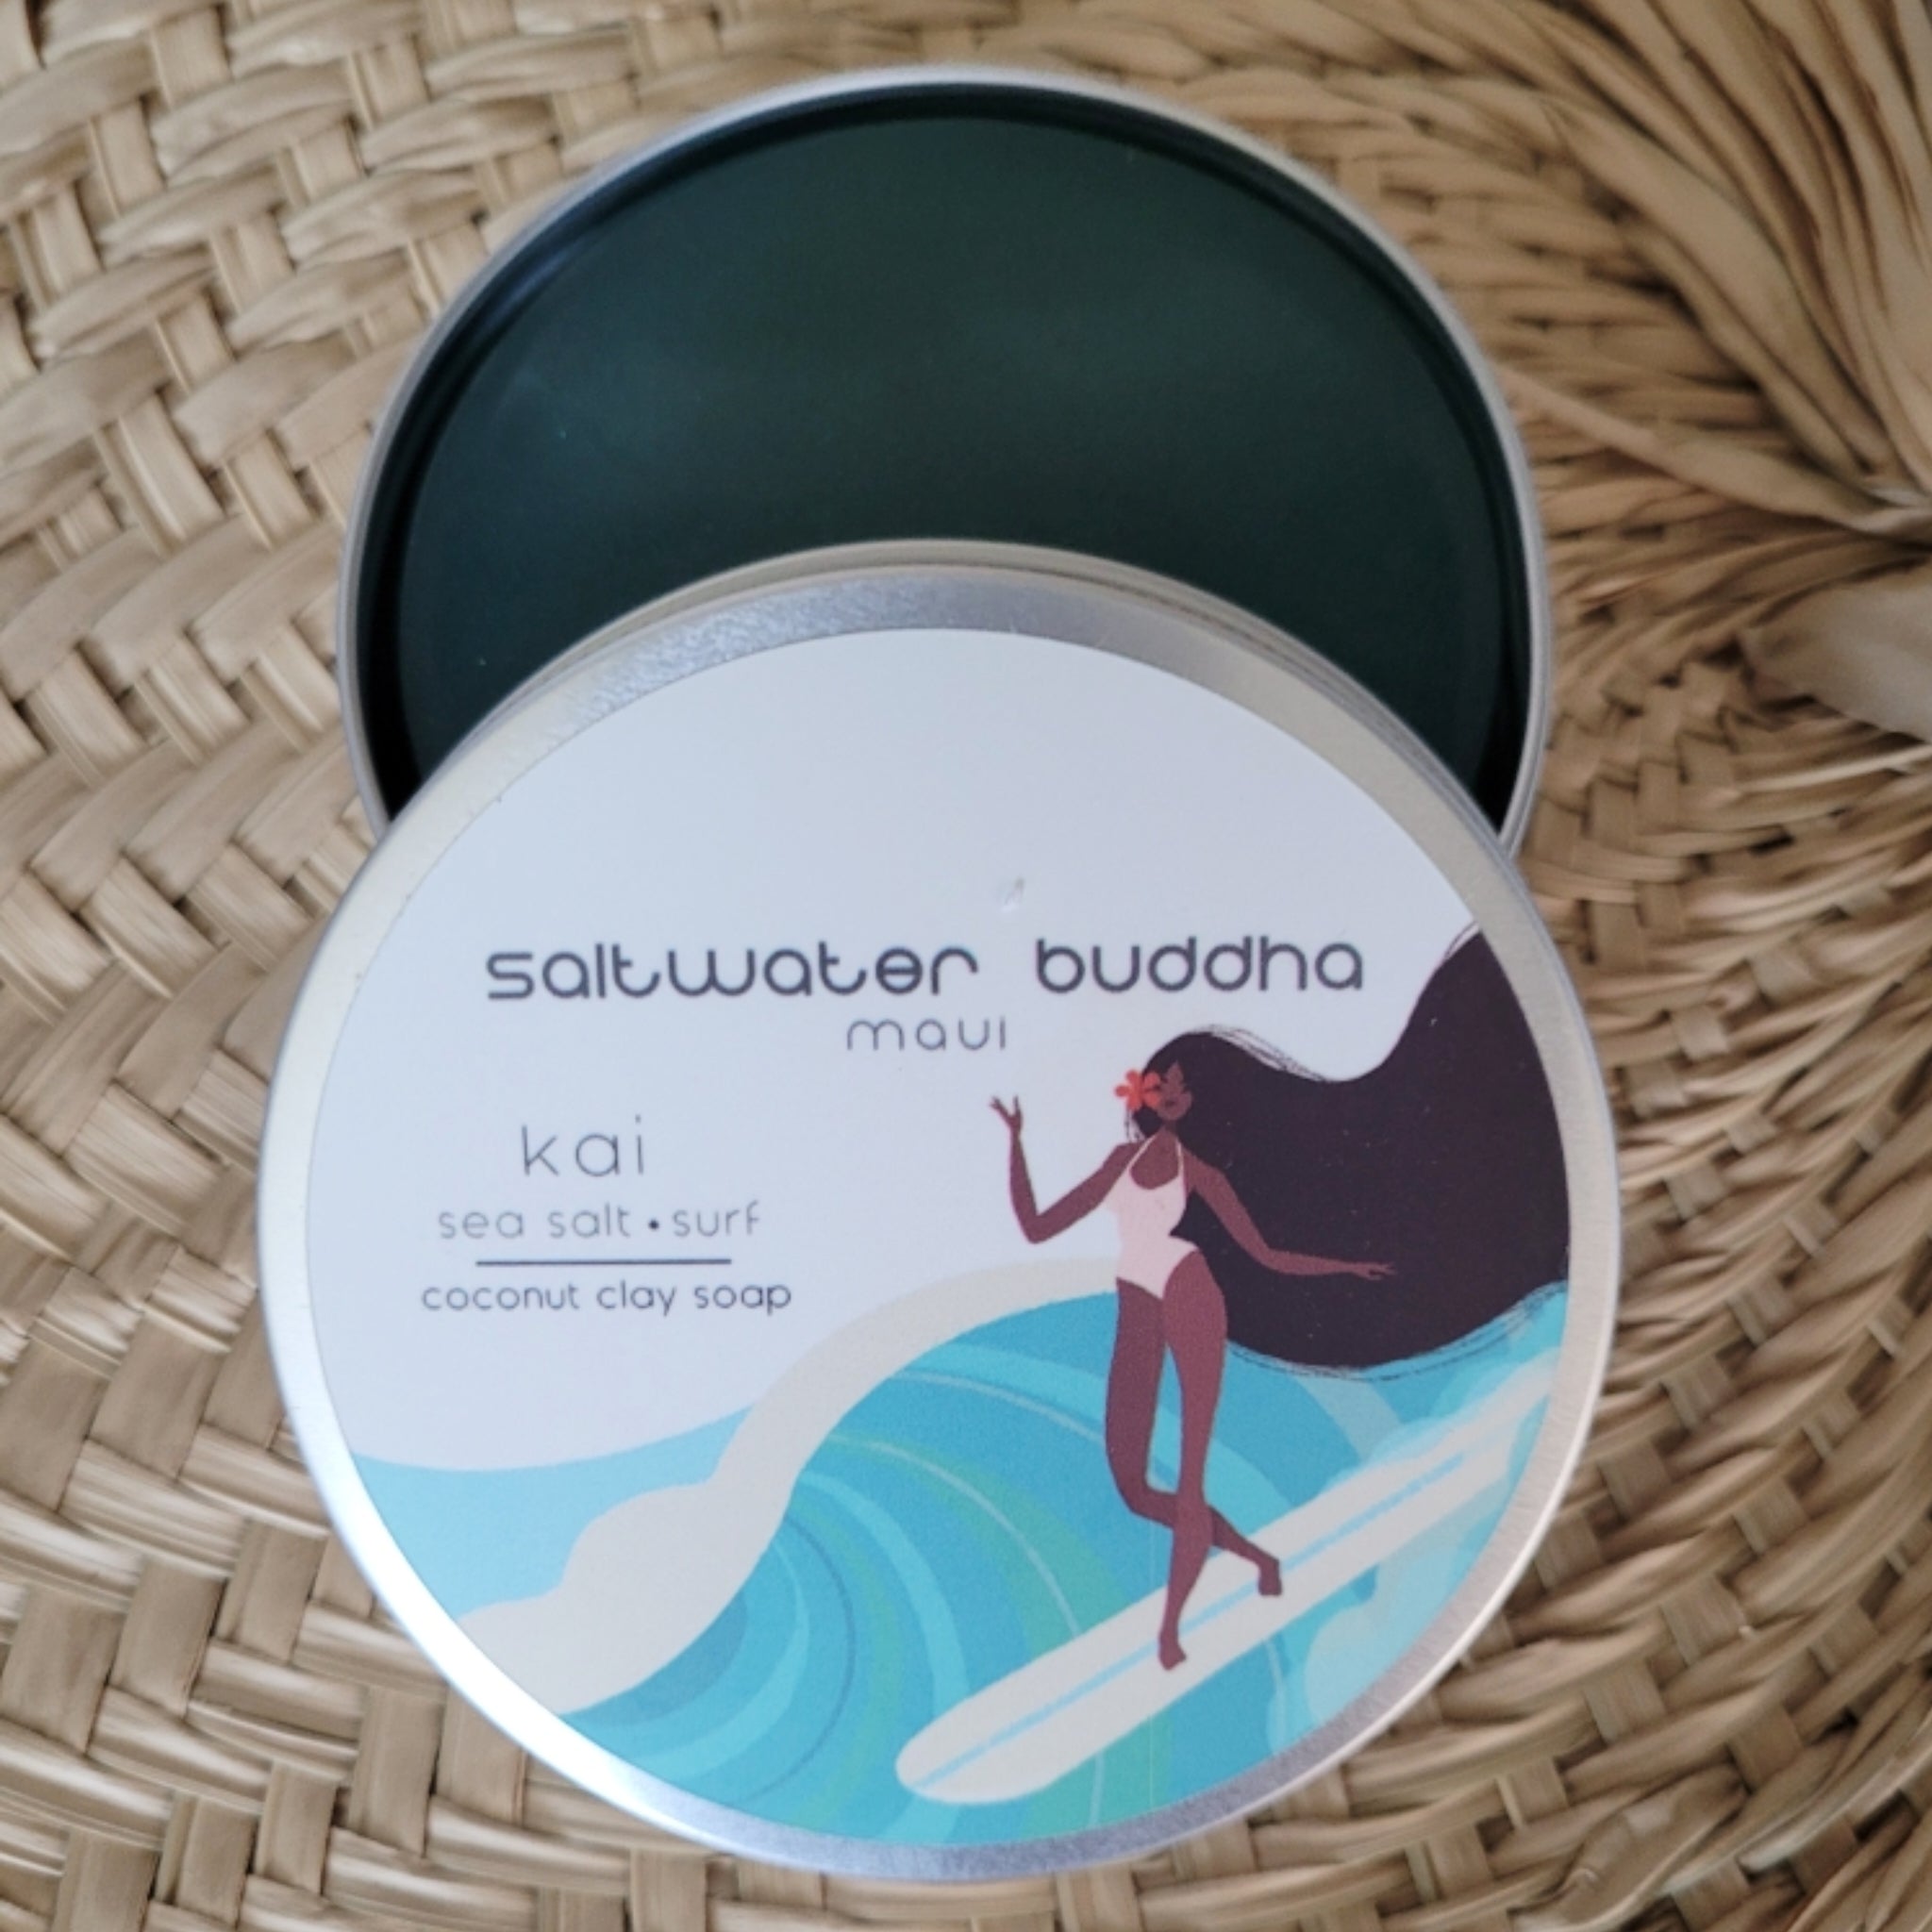 saltwater buddha
maui
kai
sea salt • surf
coconut clay soap